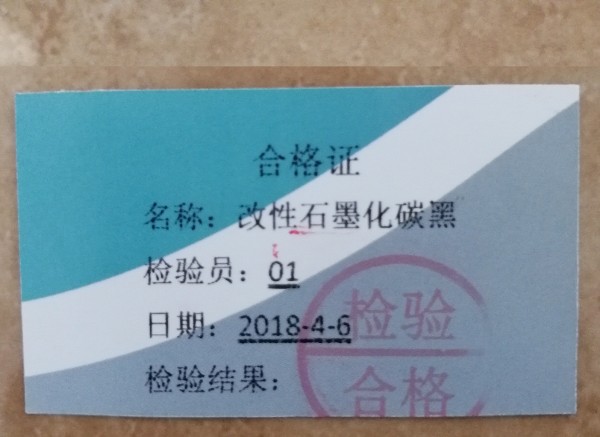 合格证
名称：改性石墨化碳黑
检验员：01
日期：2018-4-6
检验结果：
检验
合格